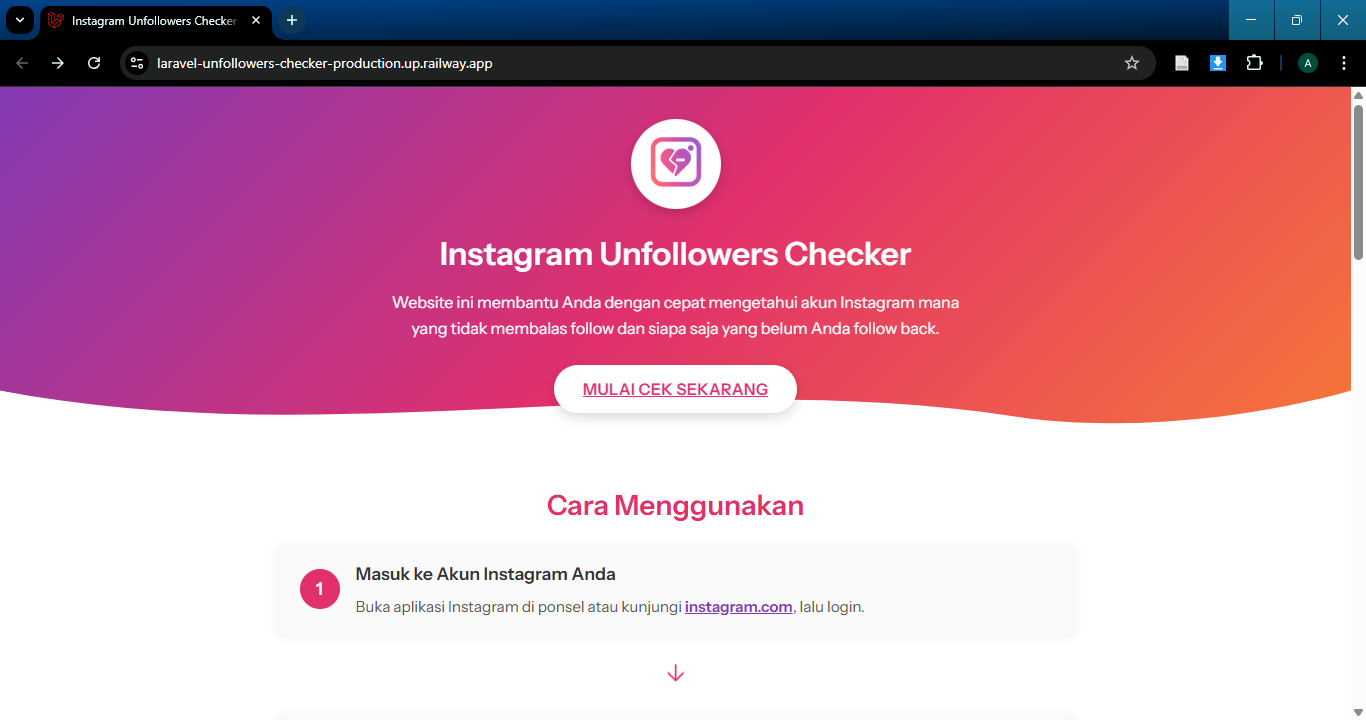 Instagram Unfollowers Checker
laravel-unfollowers-checker-production.up.railway.app
A
Instagram Unfollowers Checker
Website ini membantu Anda dengan cepat mengetahui akun Instagram mana
yang tidak membalas follow dan siapa saja yang belum Anda follow back.
MULAI CEK SEKARANG
Cara Menggunakan
1
Masuk ke Akun Instagram Anda
Buka aplikasi Instagram di ponsel atau kunjungi instagram.com, lalu login.